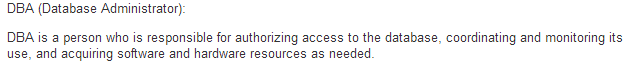 DBA (Database Administrator):
DBA is a person who is responsible for authorizing access to the database, coordinating and monitoring its
use, and acquiring software and hardware resources as needed.